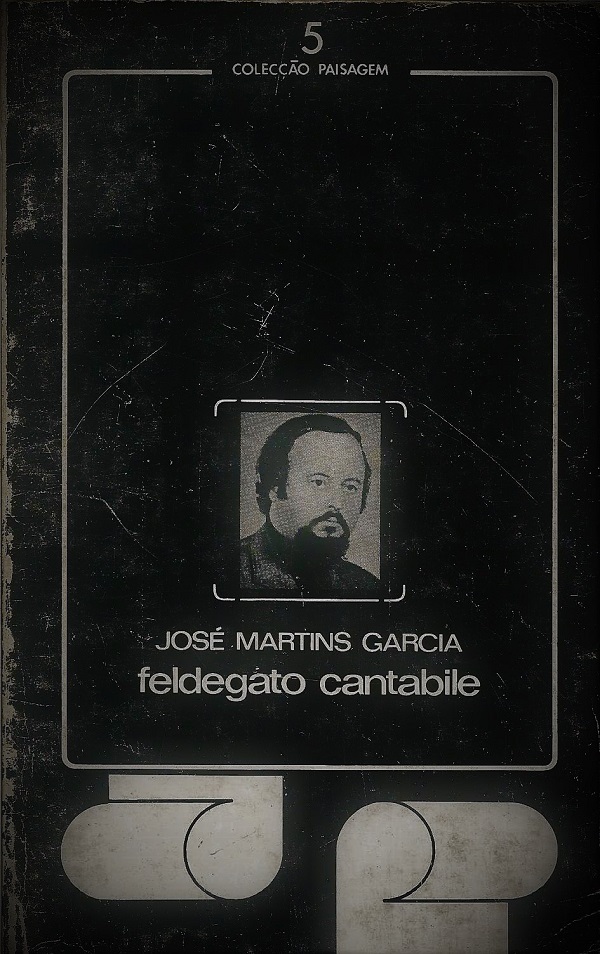 5
COLECÇÃO PAISAGEM
JOSÉ MARTINS GARCIA
feldegato cantabile